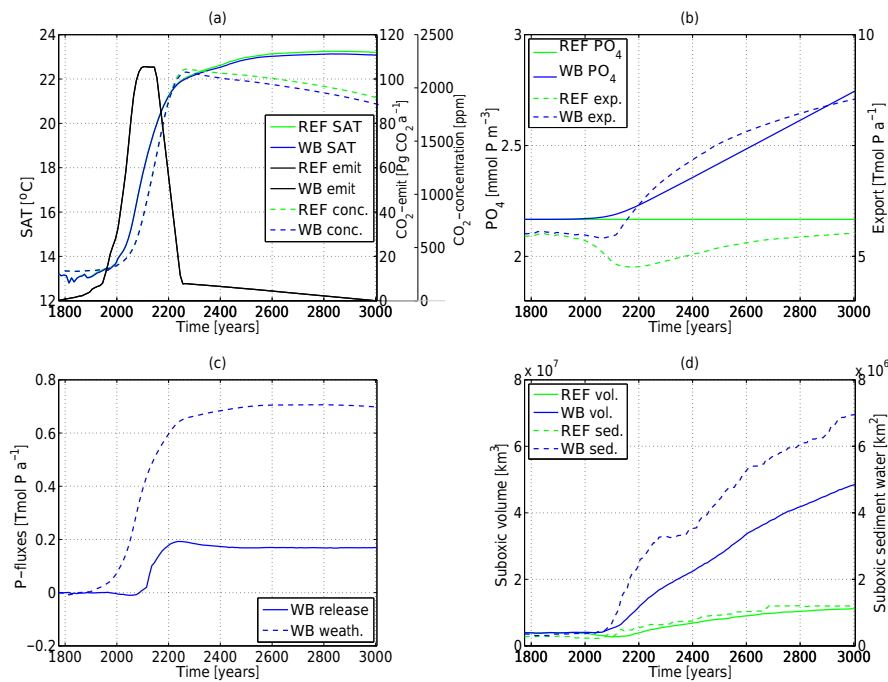 (a)
24
22
20
18
16
14
12
SAT [⁰C]
1800 2000 2200 2400 2600 2800 3000
Time [years]
REF SAT
WB SAT
REF emit
WB emit
REF conc.
WB conc.
120
100
80
60
40
20
0
CO₂−emit [Pg CO₂ a⁻¹]
2500
2000
1500
1000
500
0
CO₂−concentration [ppm]
(b)
3
2.5
2
PO₄ [mmol P m⁻³]
1800 2000 2200 2400 2600 2800 3000
Time [years]
REF PO₄
WB PO₄
REF exp.
WB exp.
10
5
Export [Tmol P a⁻¹]
(c)
0.8
0.6
0.4
0.2
0
−0.2
P−fluxes [Tmol P a⁻¹]
1800 2000 2200 2400 2600 2800 3000
Time [years]
WB release
WB weath.
(d)
x 10⁷
8
6
4
2
0
Suboxic volume [km³]
1800 2000 2200 2400 2600 2800 3000
Time [years]
REF vol.
WB vol.
REF sed.
WB sed.
x 10⁶
8
6
4
2
0
Suboxic sediment water [km²]